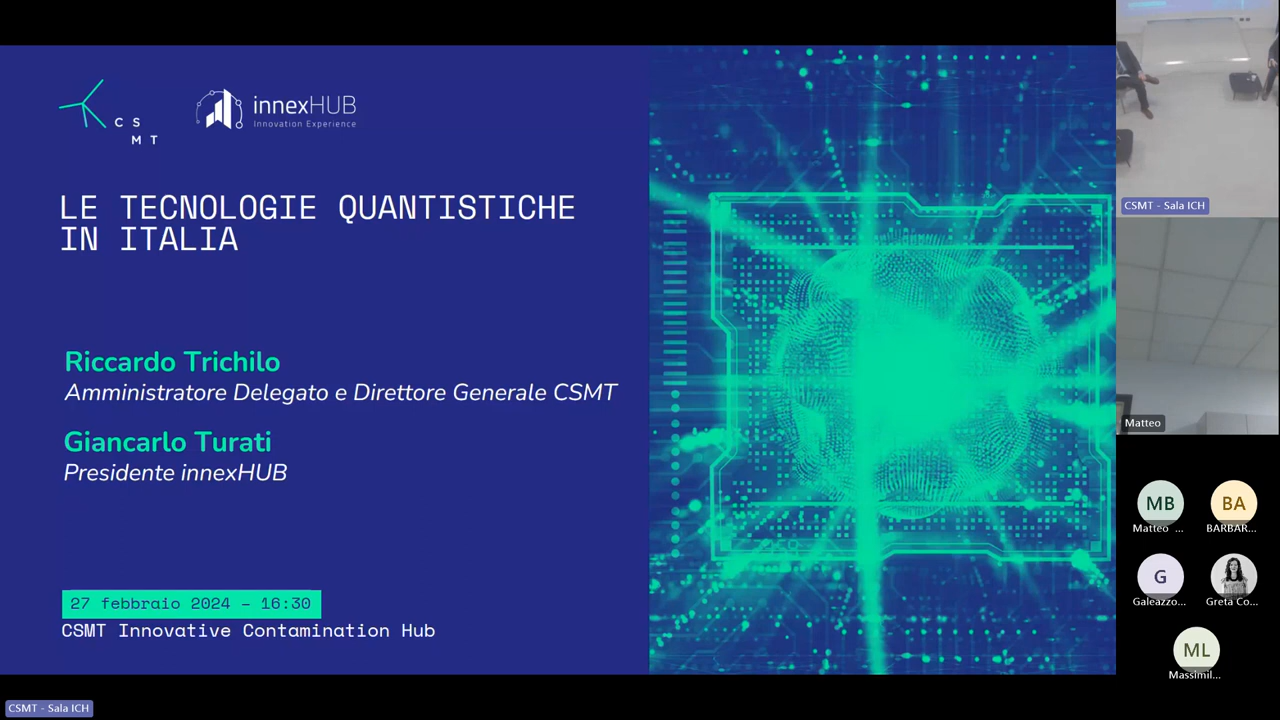 CS
MT
innexHUB
Innovation Experience
LE TECNOLOGIE QUANTISTICHE
IN ITALIA
Riccardo Trichilo
Amministratore Delegato e Direttore Generale CSMT
Giancarlo Turati
Presidente innexHUB
27 febbraio 2024 – 16:30
CSMT Innovative Contamination Hub
CSMT - Sala ICH
CSMT - Sala ICH
Matteo
MB
Matteo ...
BA
BARBAR...
G
Galeazzo...
Greta Co...
ML
Massimil...